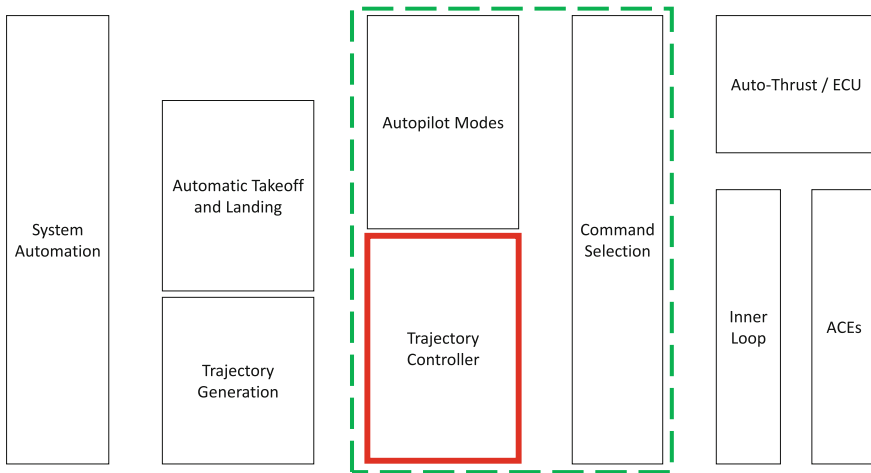 System
Automation
Automatic Takeoff
and Landing
Trajectory
Generation
Autopilot Modes
Trajectory
Controller
Command
Selection
Auto-Thrust / ECU
Inner
Loop
ACEs